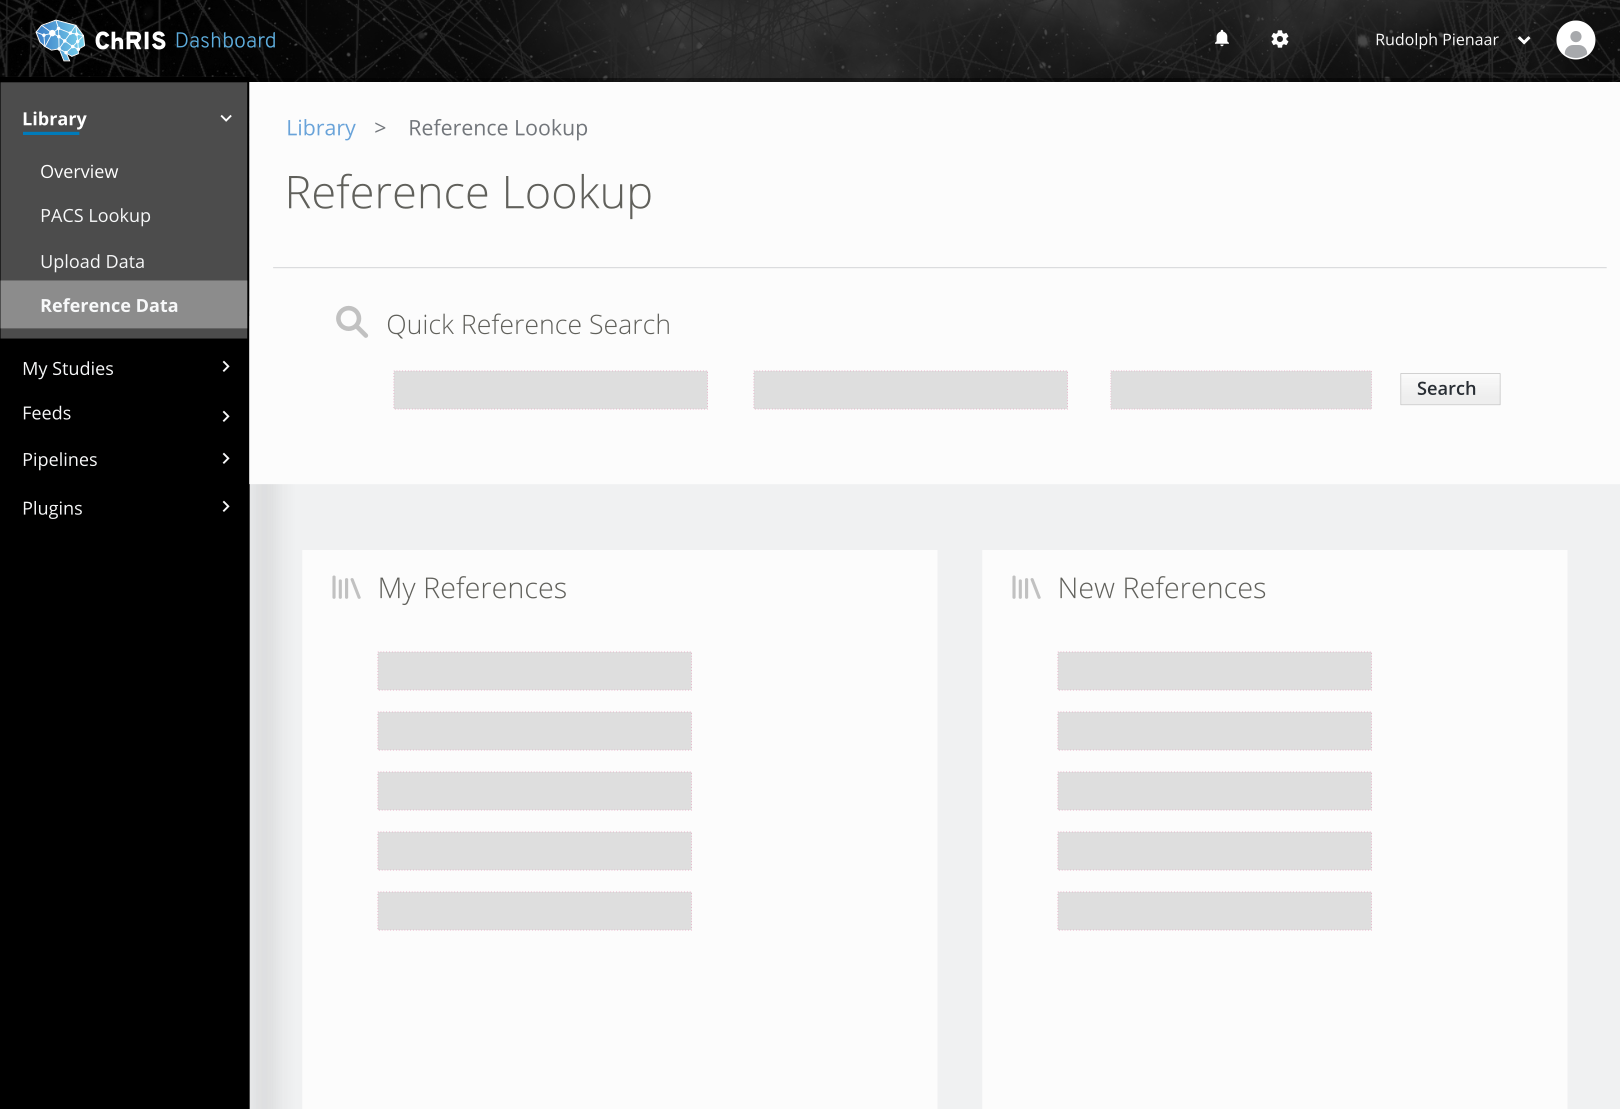 ChRIS Dashboard
Rudolph Pienaar
Library
Overview
PACS Lookup
Upload Data
Reference Data
My Studies
Feeds
Pipelines
Plugins
Library > Reference Lookup
Reference Lookup
Quick Reference Search
Search
My References
New References